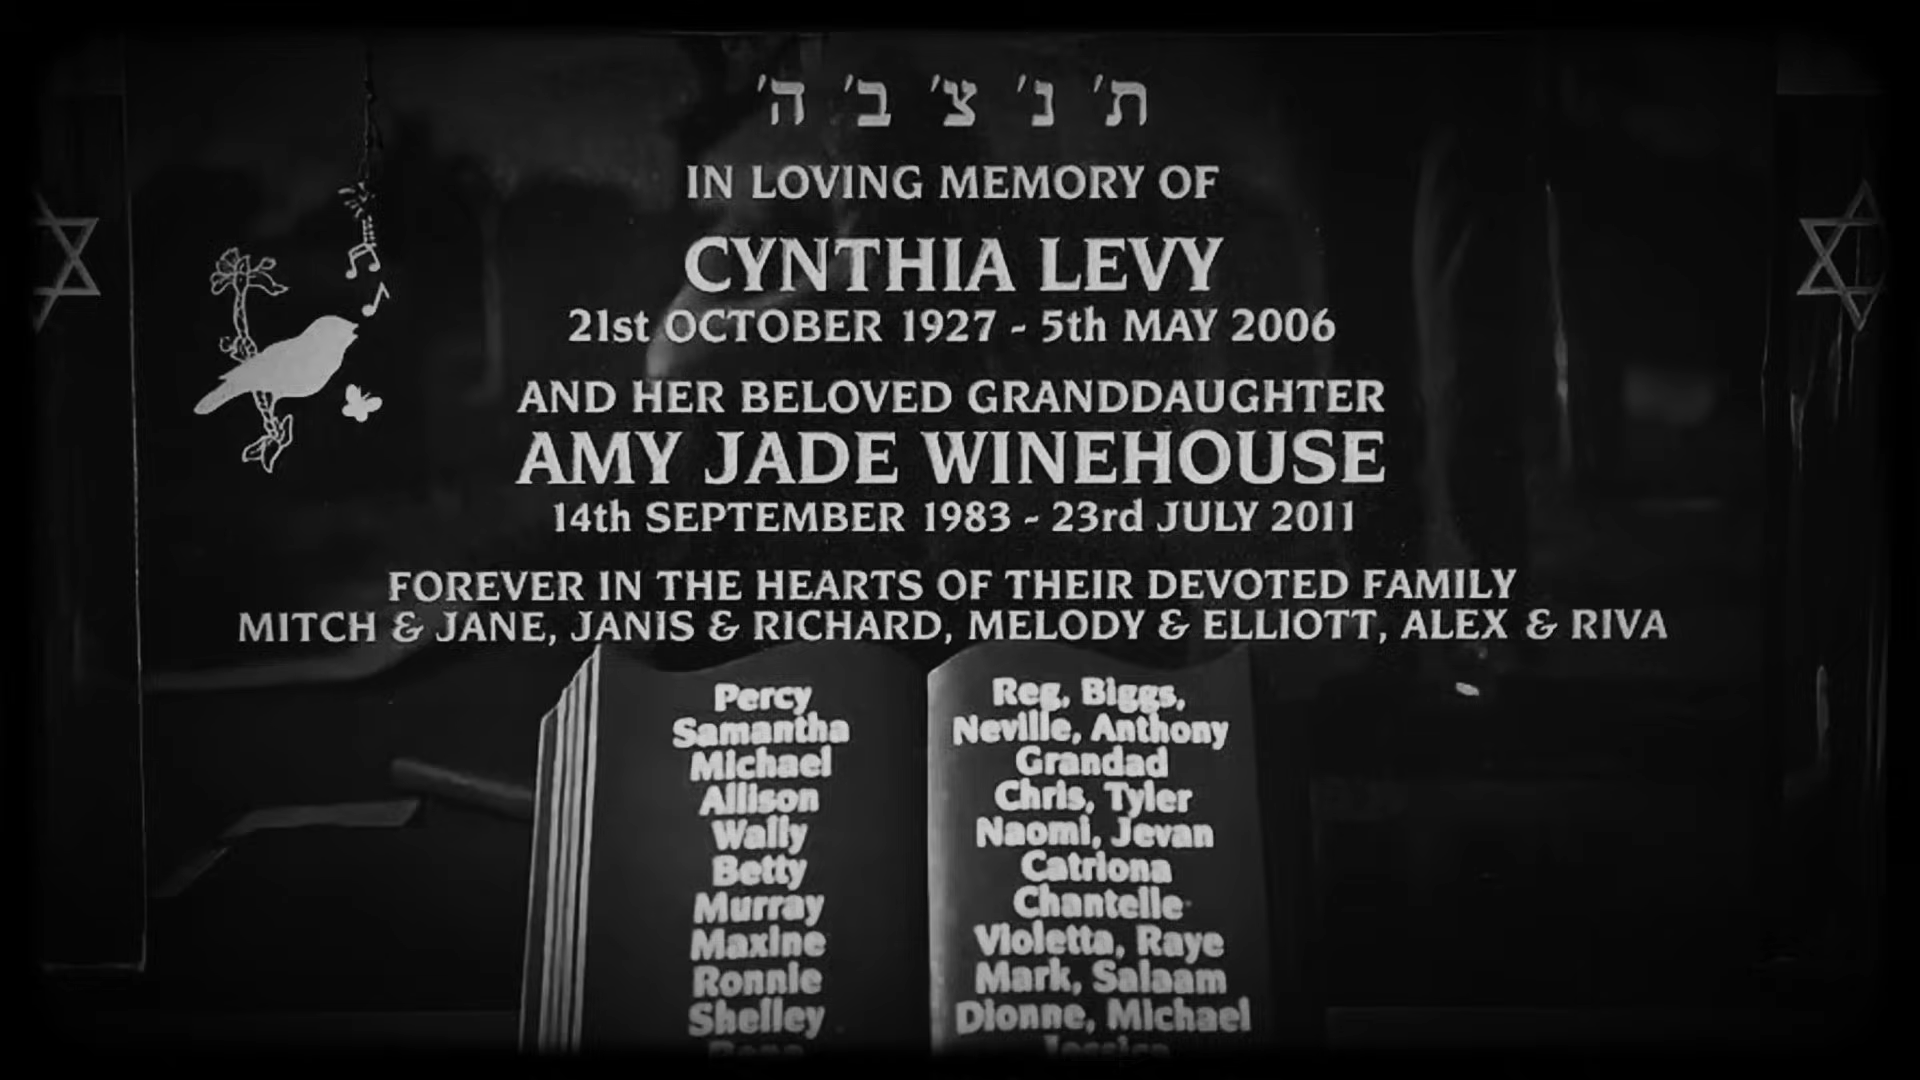 ת' נ' צ' ב' ה'
IN LOVING MEMORY OF
CYNTHIA LEVY
21st OCTOBER 1927 - 5th MAY 2006
AND HER BELOVED GRANDDAUGHTER
AMY JADE WINEHOUSE
14th SEPTEMBER 1983 - 23rd JULY 2011
FOREVER IN THE HEARTS OF THEIR DEVOTED FAMILY
MITCH & JANE, JANIS & RICHARD, MELODY & ELLIOTT, ALEX & RIVA
Percy
Samantha
Michael
Allison
Wally
Betty
Murray
Maxine
Ronnie
Shelley
Reg, Biggs,
Neville, Anthony
Grandad
Chris, Tyler
Naomi, Jevan
Catriona
Chantelle
Violetta, Raye
Mark, Salaam
Dionne, Michael
Jessica